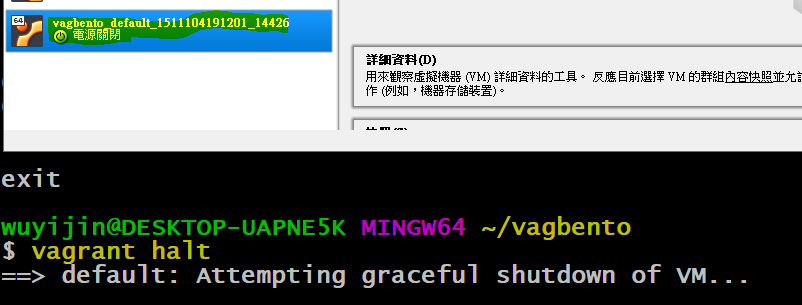 64
vagbento_default_1511104191201_14426
電源關閉
詳細資料(D)
用來觀察虛擬機器 (VM) 詳細資料的工具。 反應目前選擇 VM 的群組內容快照並允許
作 (例如，機器存儲裝置)。
exit
wuyijin@DESKTOP-UAPNE5K MINGW64 ~/vagbento
$ vagrant halt
==> default: Attempting graceful shutdown of VM...